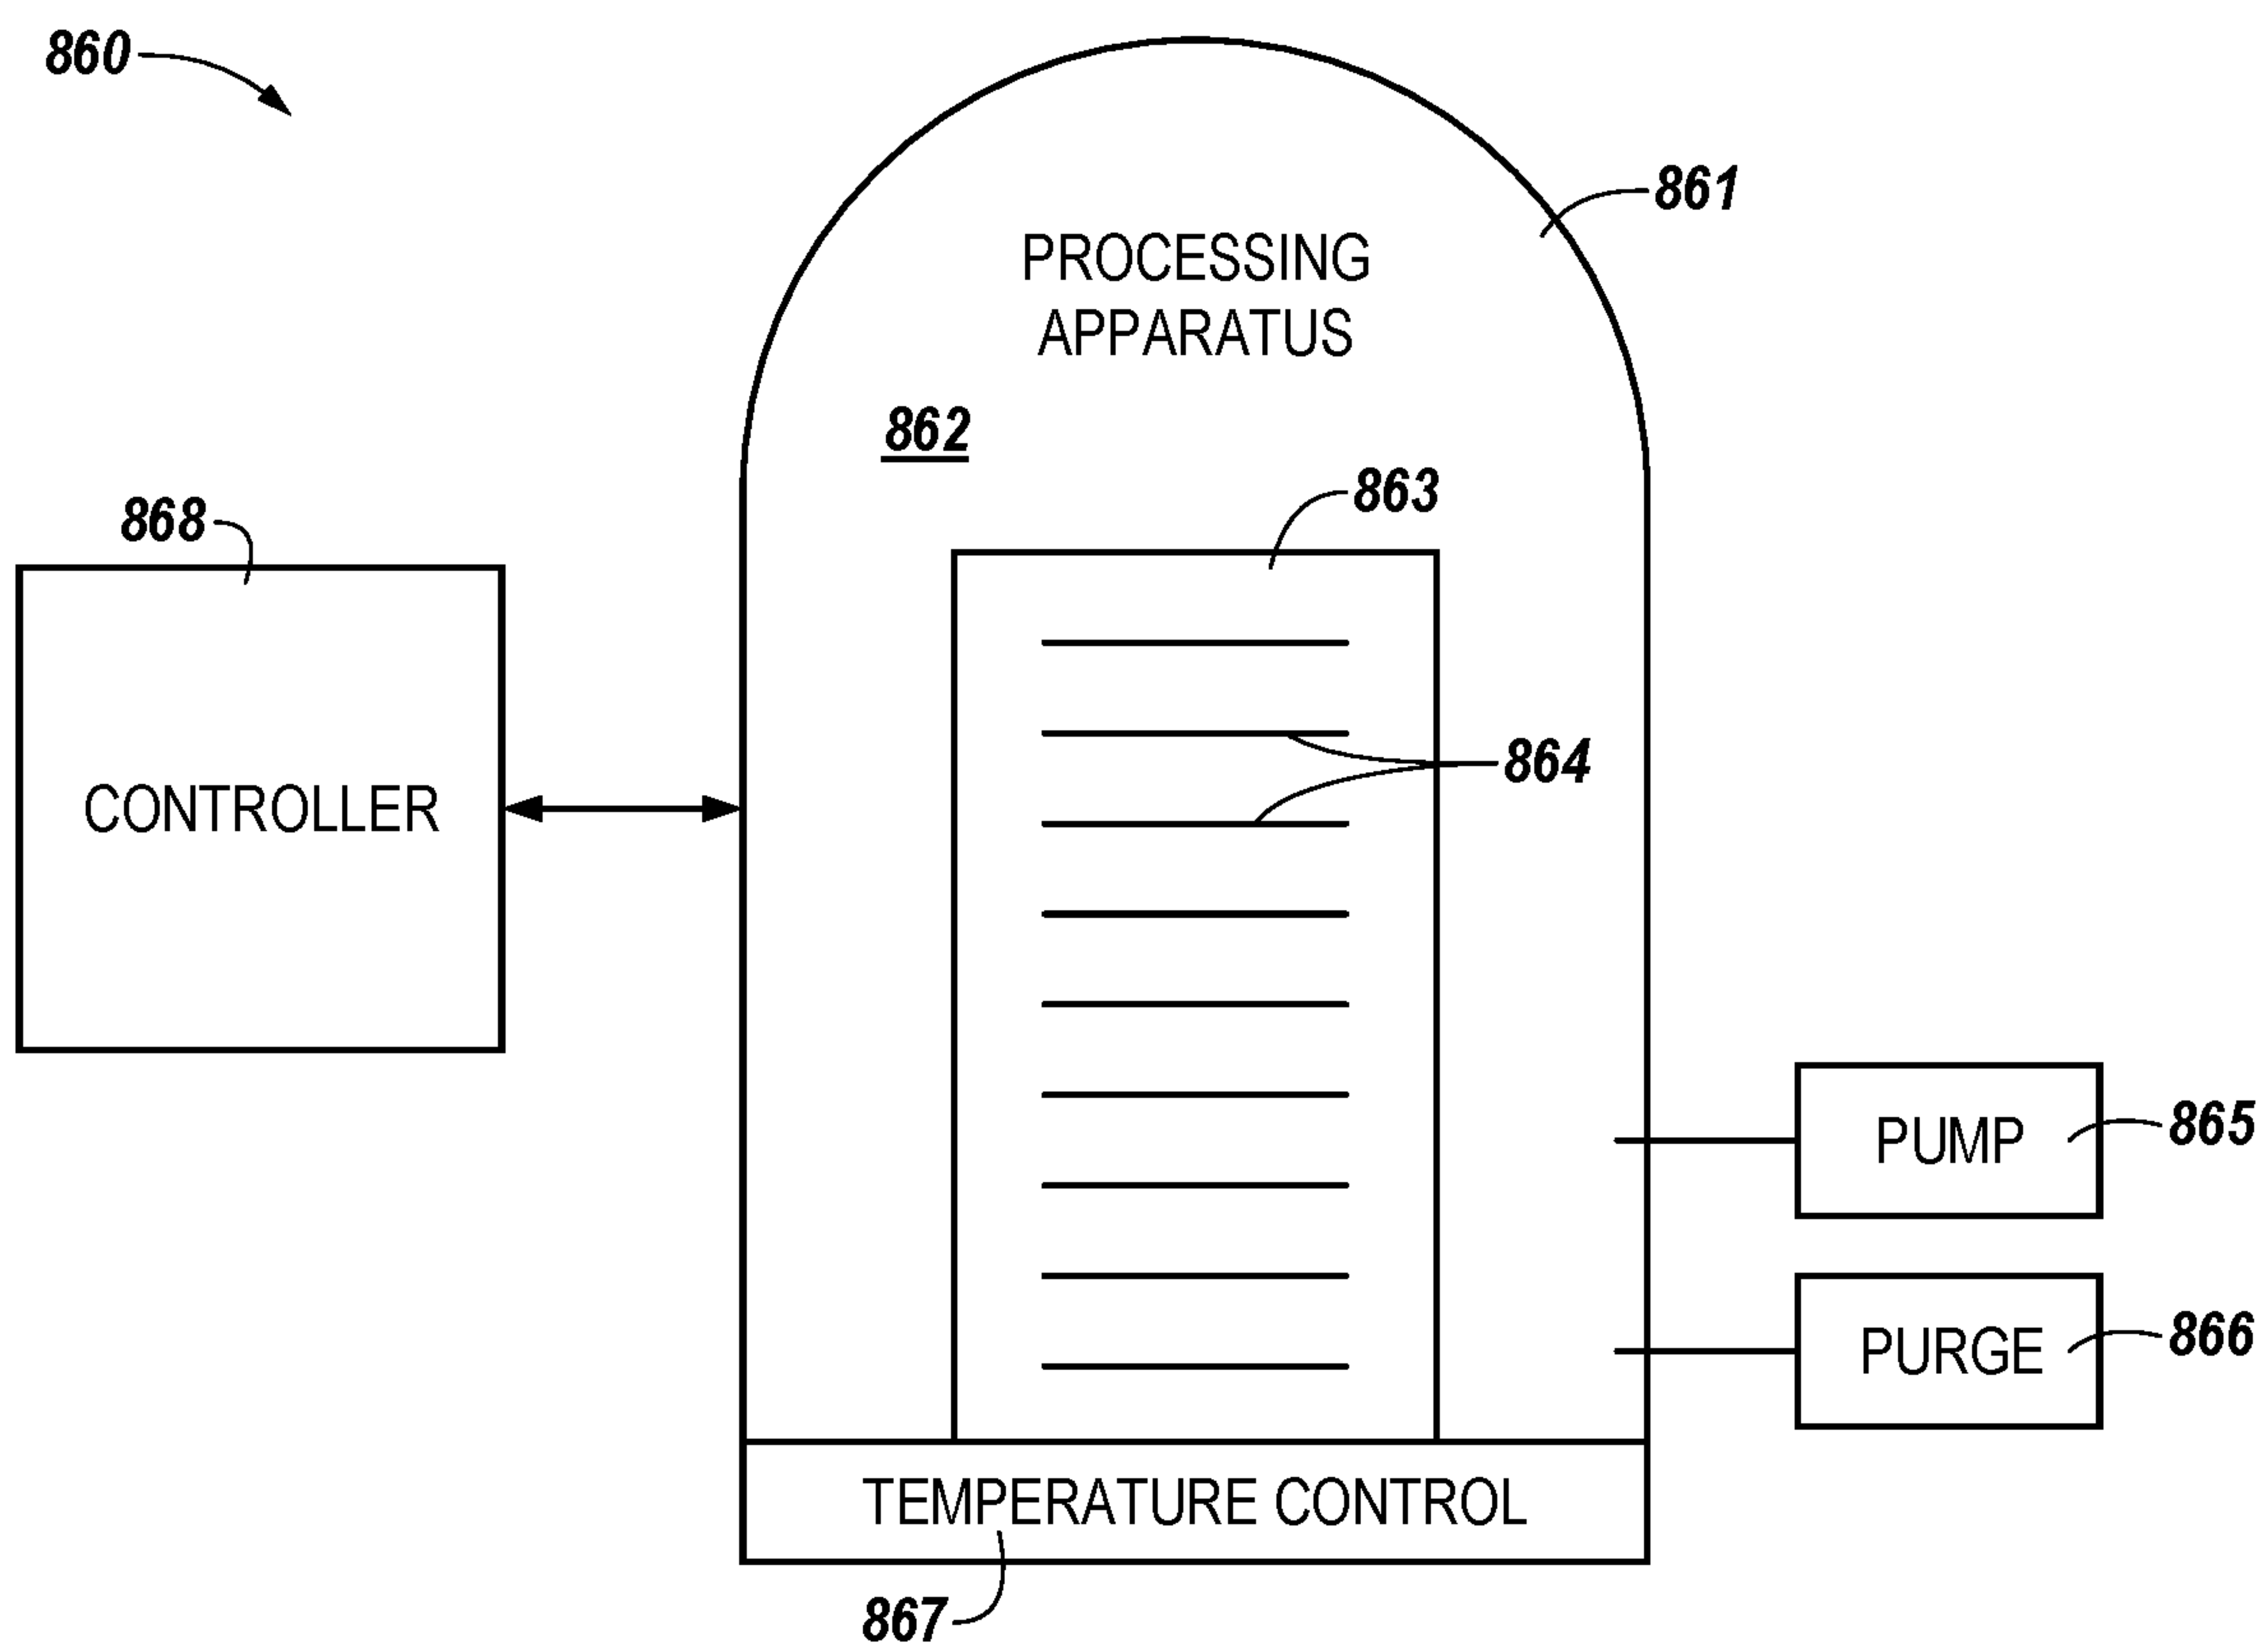 860
861
PROCESSING
APPARATUS
862
863
868
864
CONTROLLER
865
PUMP
866
PURGE
TEMPERATURE CONTROL
867